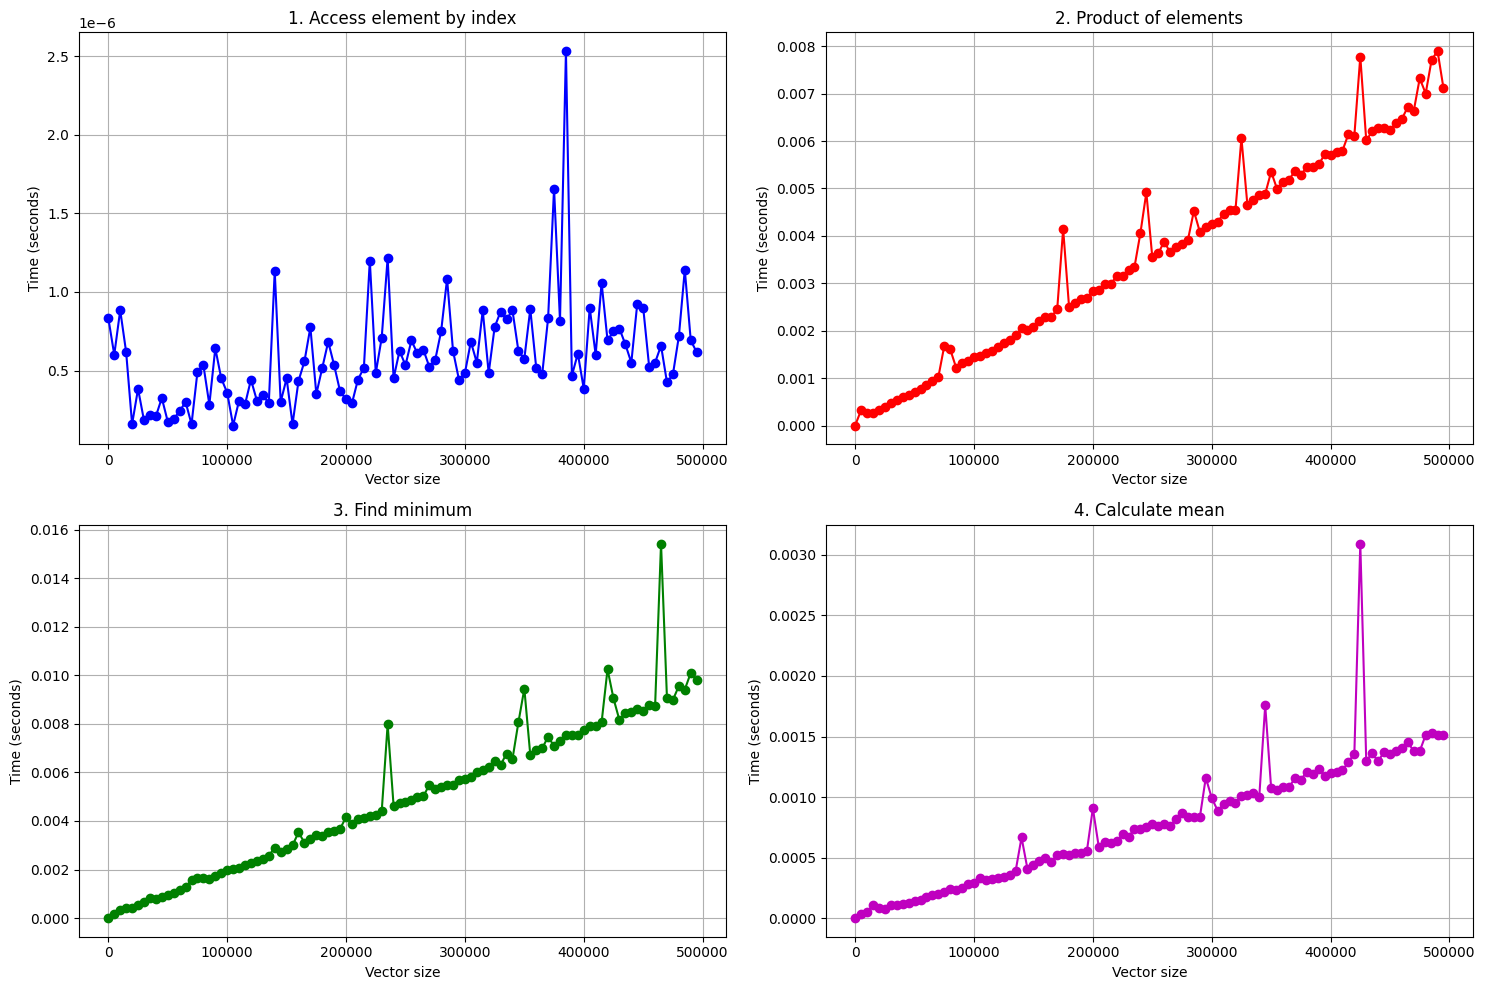 1. Access element by index
1e−6
2.5
2.0
1.5
1.0
0.5
Time (seconds)
0 100000 200000 300000 400000 500000
Vector size
2. Product of elements
0.008
0.007
0.006
0.005
0.004
0.003
0.002
0.001
0.000
Time (seconds)
0 100000 200000 300000 400000 500000
Vector size
3. Find minimum
0.016
0.014
0.012
0.010
0.008
0.006
0.004
0.002
0.000
Time (seconds)
0 100000 200000 300000 400000 500000
Vector size
4. Calculate mean
0.0030
0.0025
0.0020
0.0015
0.0010
0.0005
0.0000
Time (seconds)
0 100000 200000 300000 400000 500000
Vector size